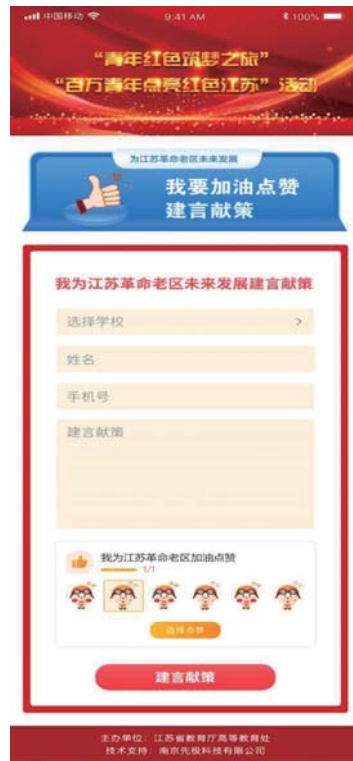 中国移动
9:41 AM
100%
“青年红色筑梦之旅”
“百万青年点亮红色江苏”活动
为江苏革命老区未来发展
我要加油点赞
建言献策
我为江苏革命老区未来发展建言献策
选择学校 >
姓名
手机号
建言献策
我为江苏革命老区加油点赞
1/1
选择点赞
建言献策
主办单位：江苏省教育厅高等教育处
技术支持：南京先极科技有限公司